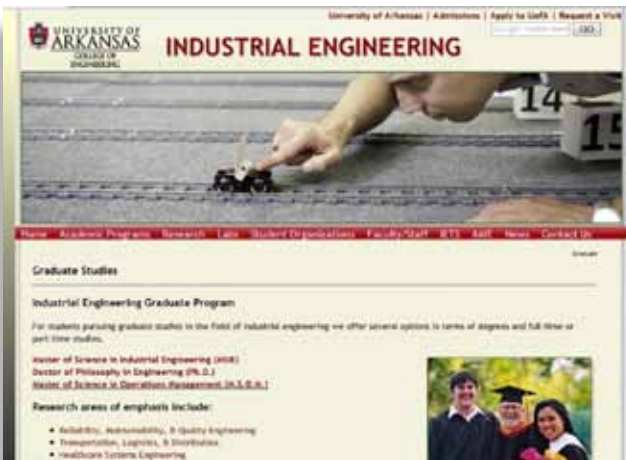 University of Arkansas | Admissions | Apply to UofA | Request a Visit
UNIVERSITY OF
ARKANSAS
COLLEGE OF
ENGINEERING
INDUSTRIAL ENGINEERING
GO
14
15
Home Academic Programs Research Labs Student Organizations Faculty/Staff News Contact Us
Graduate
Graduate Studies
Industrial Engineering Graduate Program
For students pursuing graduate studies in the field of industrial engineering we offer several options in terms of degrees and full-time or
part time studies.
Master of Science in Industrial Engineering (MSIE)
Doctor of Philosophy in Engineering (Ph.D.)
Master of Science in Operations Management (M.S.O.M.)
Research areas of emphasis include:
• Reliability, Maintainability, & Quality Engineering
• Transportation, Logistics, & Distribution
• Healthcare Systems Engineering